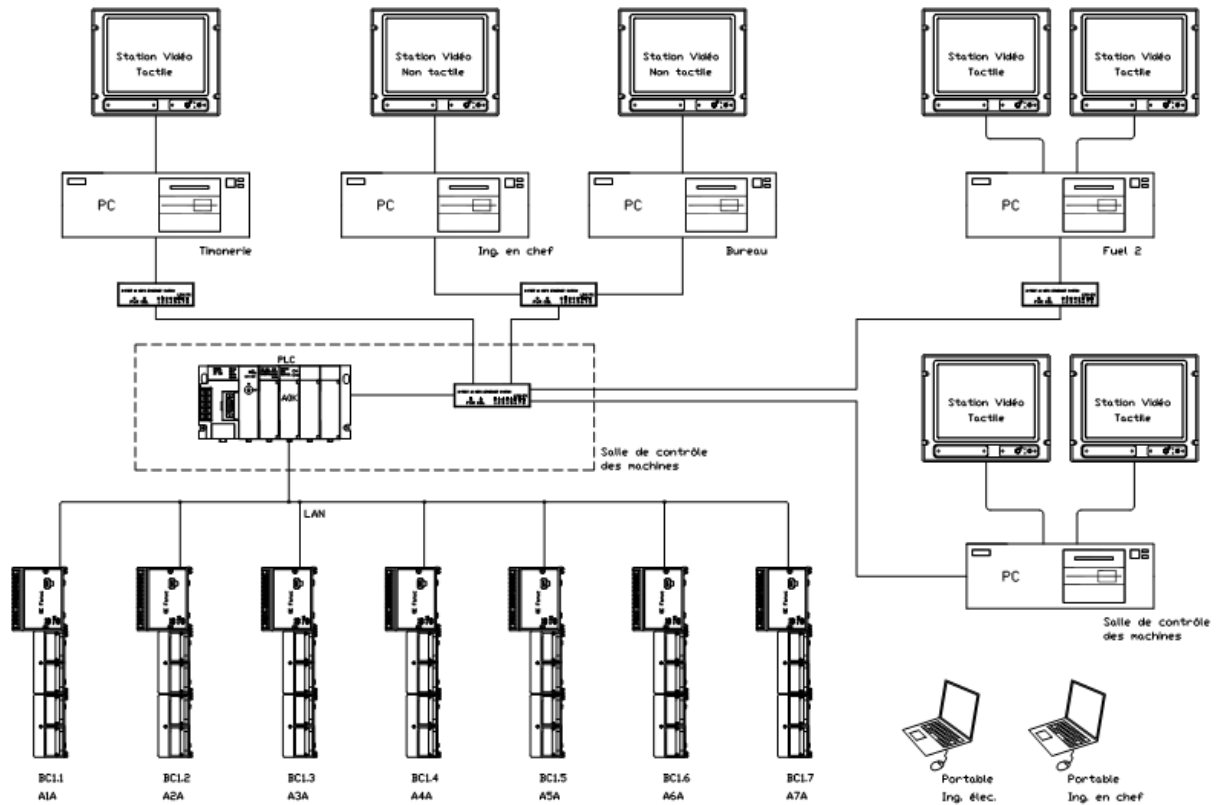 Station Vidéo
Tactile
Station Vidéo
Non tactile
Station Vidéo
Non tactile
Station Vidéo
Tactile
Station Vidéo
Tactile
PC
PC
PC
PC
Timonerie
Ing. en chef
Bureau
Fuel 2
PLC
A0K
Salle de contrôle
des machines
Station Vidéo
Tactile
Station Vidéo
Tactile
LAN
PC
Salle de contrôle
des machines
BC1.1
A1A
BC1.2
A2A
BC1.3
A3A
BC1.4
A4A
BC1.5
A5A
BC1.6
A6A
BC1.7
A7A
Portable
Ing. élec.
Portable
Ing. en chef